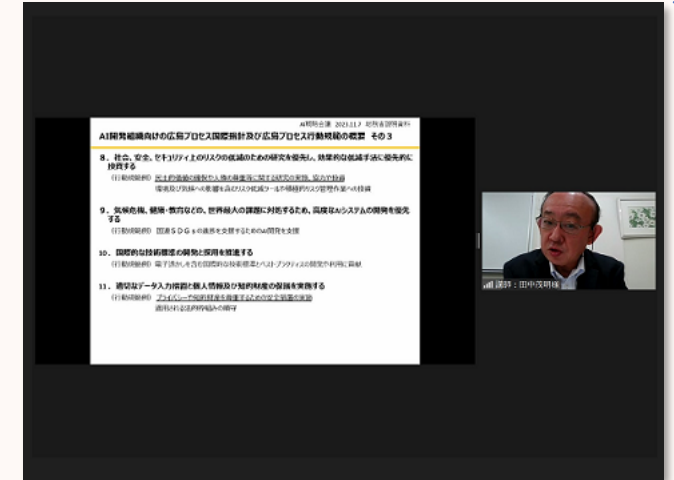 AI戦略会議 2023.11.7 総務省説明資料
AI開発組織向けの広島プロセス国際指針及び広島プロセス行動規範の概要 その３
８．社会、安全、セキュリティ上のリスクの低減のための研究を優先し、効果的な低減手法に優先的に
投資する
（行動規範例）民主的価値の維持や人権の尊重等に関する研究の実施、協力や投資
環境及び気候への影響を含むリスク低減ツールや積極的リスク管理作業への投資
９．気候危機、健康・教育などの、世界最大の課題に対処するため、高度なAIシステムの開発を優先
する
（行動規範例）国連ＳＤＧｓの進捗を支援するためのAI開発を支援
１０．国際的な技術標準の開発と採用を推進する
（行動規範例）電子透かしを含む国際的な技術標準とベストプラクティスの開発や利用に貢献
１１．適切なデータ入力措置と個人情報及び知的財産の保護を実施する
（行動規範例）プライバシーや知的財産を尊重するための安全措置の実施
適用される法的枠組みの順守
講師：田中茂明様